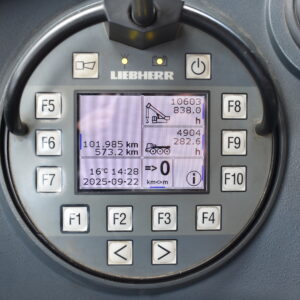 LIEBHERR
F5
F6
F7
F8
F9
F10
10603
838.0
h
4904
282.6
h
101.985 km
573.2 km
16°C 14:28
2025-09-22
⇒0
km<>m
i
F1 F2 F3 F4
< >